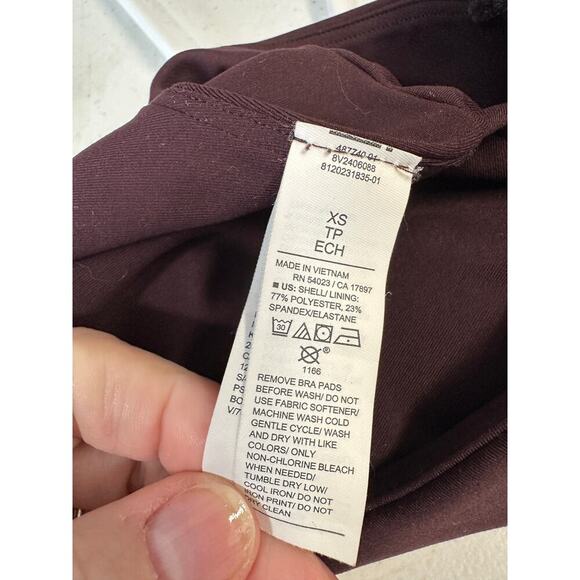 487740-01
8V2406088
8120231835-01
XS
TP
ECH
MADE IN VIETNAM
RN 54023 / CA 17897
US: SHELL/ LINING:
77% POLYESTER, 23%
SPANDEX/ELASTANE
30
®
1166
REMOVE BRA PADS
BEFORE WASH/ DO NOT
USE FABRIC SOFTENER/
MACHINE WASH COLD
GENTLE CYCLE/ WASH
AND DRY WITH LIKE
COLORS/ ONLY
NON-CHLORINE BLEACH
WHEN NEEDED/
TUMBLE DRY LOW/
COOL IRON/ DO NOT
IRON PRINT/ DO NOT
DRY CLEAN